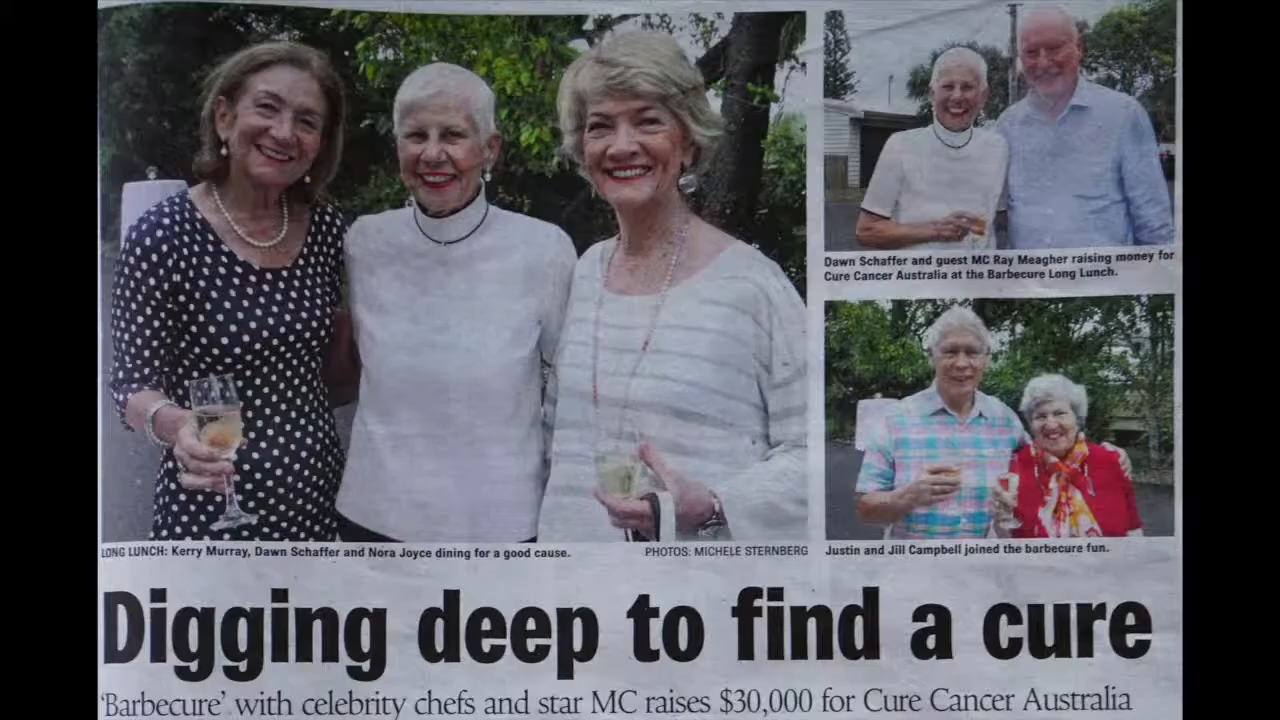 Dawn Schaffer and guest MC Ray Meagher raising money for
Cure Cancer Australia at the Barbecure Long Lunch.
LONG LUNCH: Kerry Murray, Dawn Schaffer and Nora Joyce dining for a good cause.
PHOTOS: MICHELE STERNBERG
Justin and Jill Campbell joined the barbecure fun.
Digging deep to find a cure
‘Barbecure’ with celebrity chefs and star MC raises $30,000 for Cure Cancer Australia